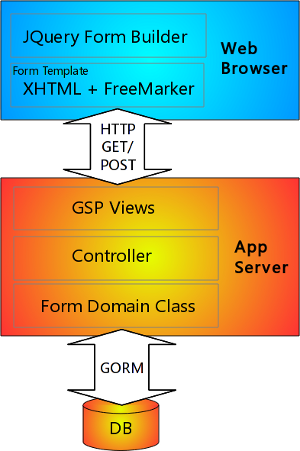 JQuery Form Builder
Web
Browser
Form Template
XHTML + FreeMarker
HTTP
GET/
POST
GSP Views
Controller
App
Server
Form Domain Class
GORM
DB